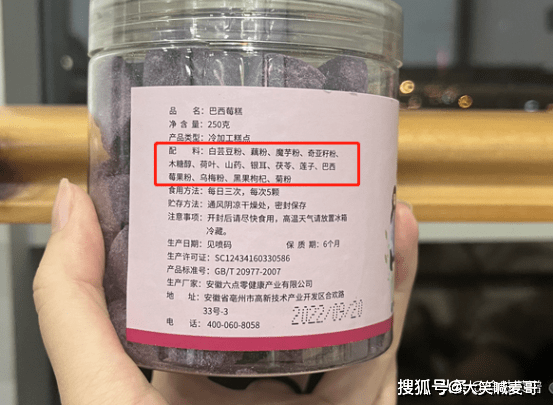 品 名：巴西莓糕
净 含 量：250克
产品类型：冷加工糕点
配 料：白芸豆粉、藕粉、魔芋粉、奇亚籽粉、
木糖醇、荷叶、山药、银耳、茯苓、莲子、巴西
莓果粉、乌梅粉、黑果枸杞、菊粉
食用方法：每日三次，每次5颗
贮存方法：通风阴凉干燥处，密封保存
注意事项：开封后请尽快食用，高温天气请放置冰箱
冷藏。
生产日期：见喷码 保 质 期：6个月
生产许可证：SC12434160330586
产品标准号：GB/T 20977-2007
生产厂家：安徽六点零健康产业有限公司
地 址：安徽省亳州市高新技术产业开发区合欢路
33号-3
电 话：400-060-8058
2022/09/20
搜狐号@大笑喊麦哥